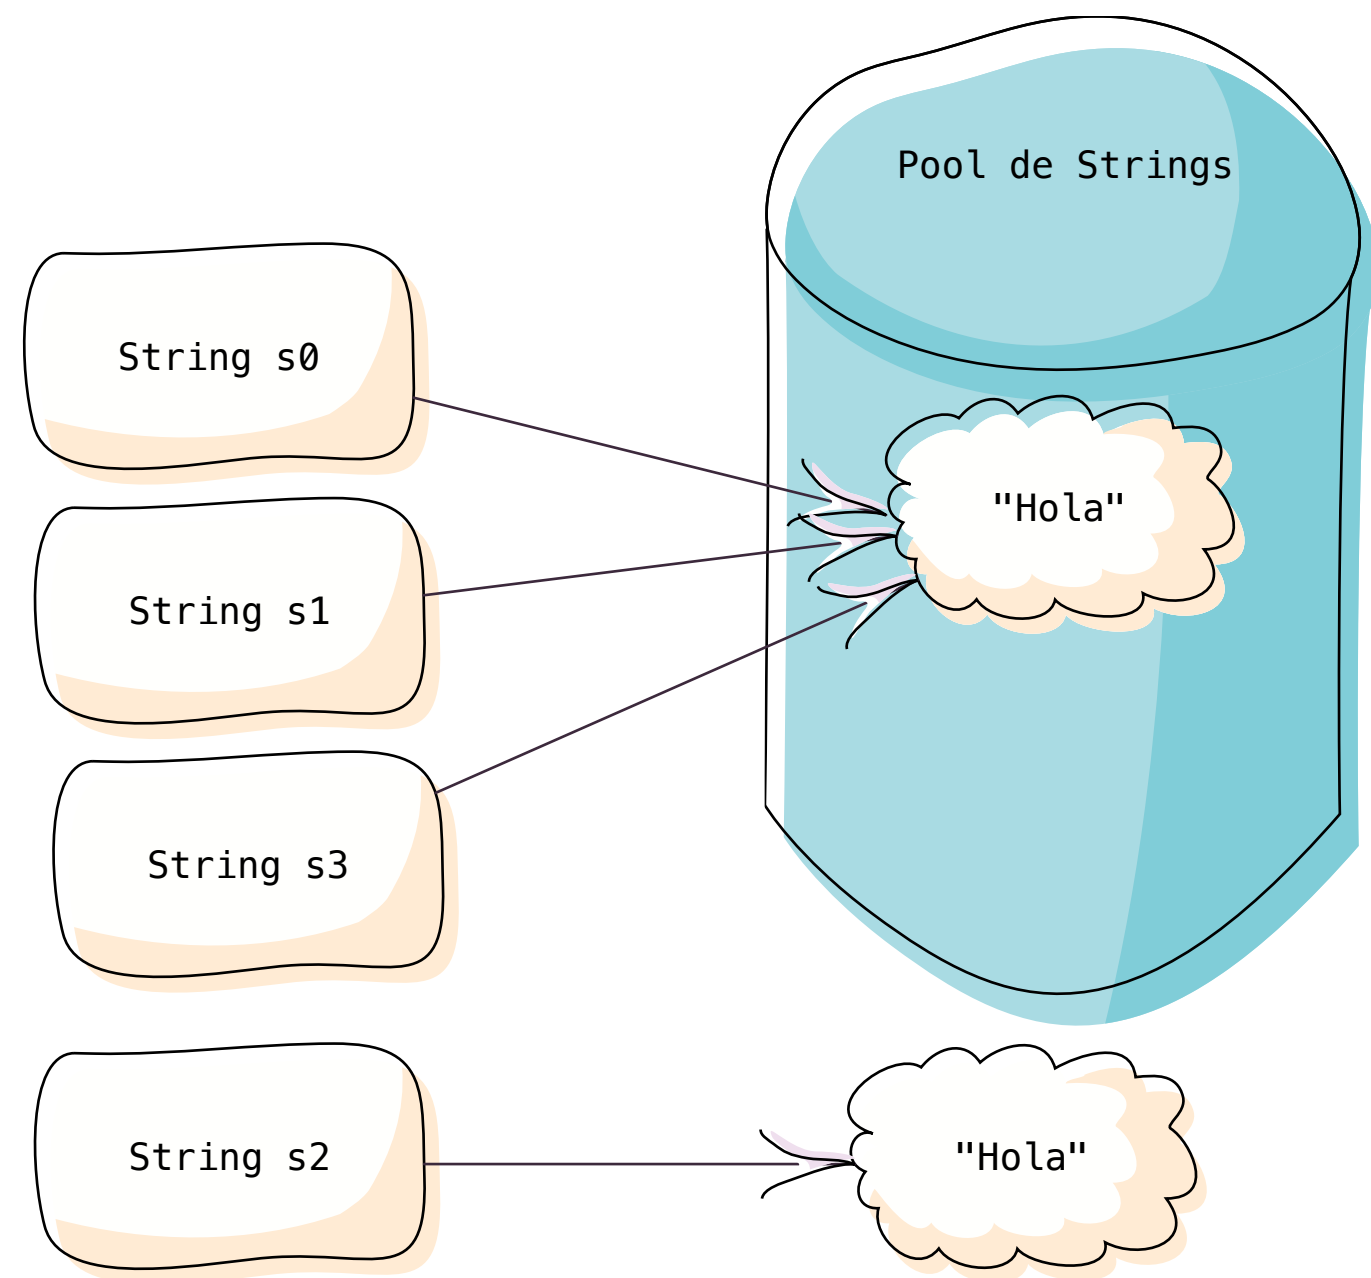 Pool de Strings
String s0
"Hola"
String s1
String s3
String s2
"Hola"